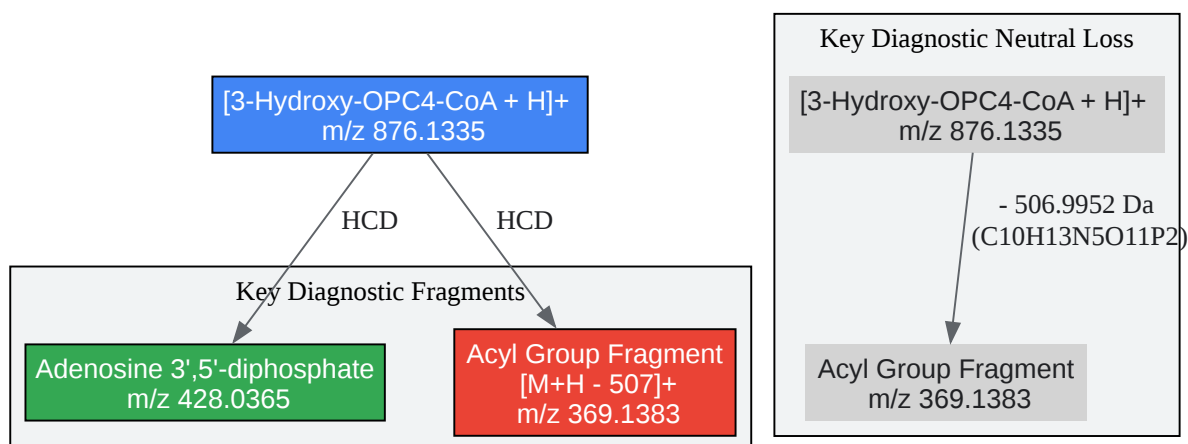 [3-Hydroxy-OPC4-CoA + H]+
m/z 876.1335
HCD
HCD
Key Diagnostic Fragments
Adenosine 3',5'-diphosphate
m/z 428.0365
Acyl Group Fragment
[M+H - 507]+
m/z 369.1383
Key Diagnostic Neutral Loss
[3-Hydroxy-OPC4-CoA + H]+
m/z 876.1335
- 506.9952 Da
(C10H13N5O11P2)
Acyl Group Fragment
m/z 369.1383